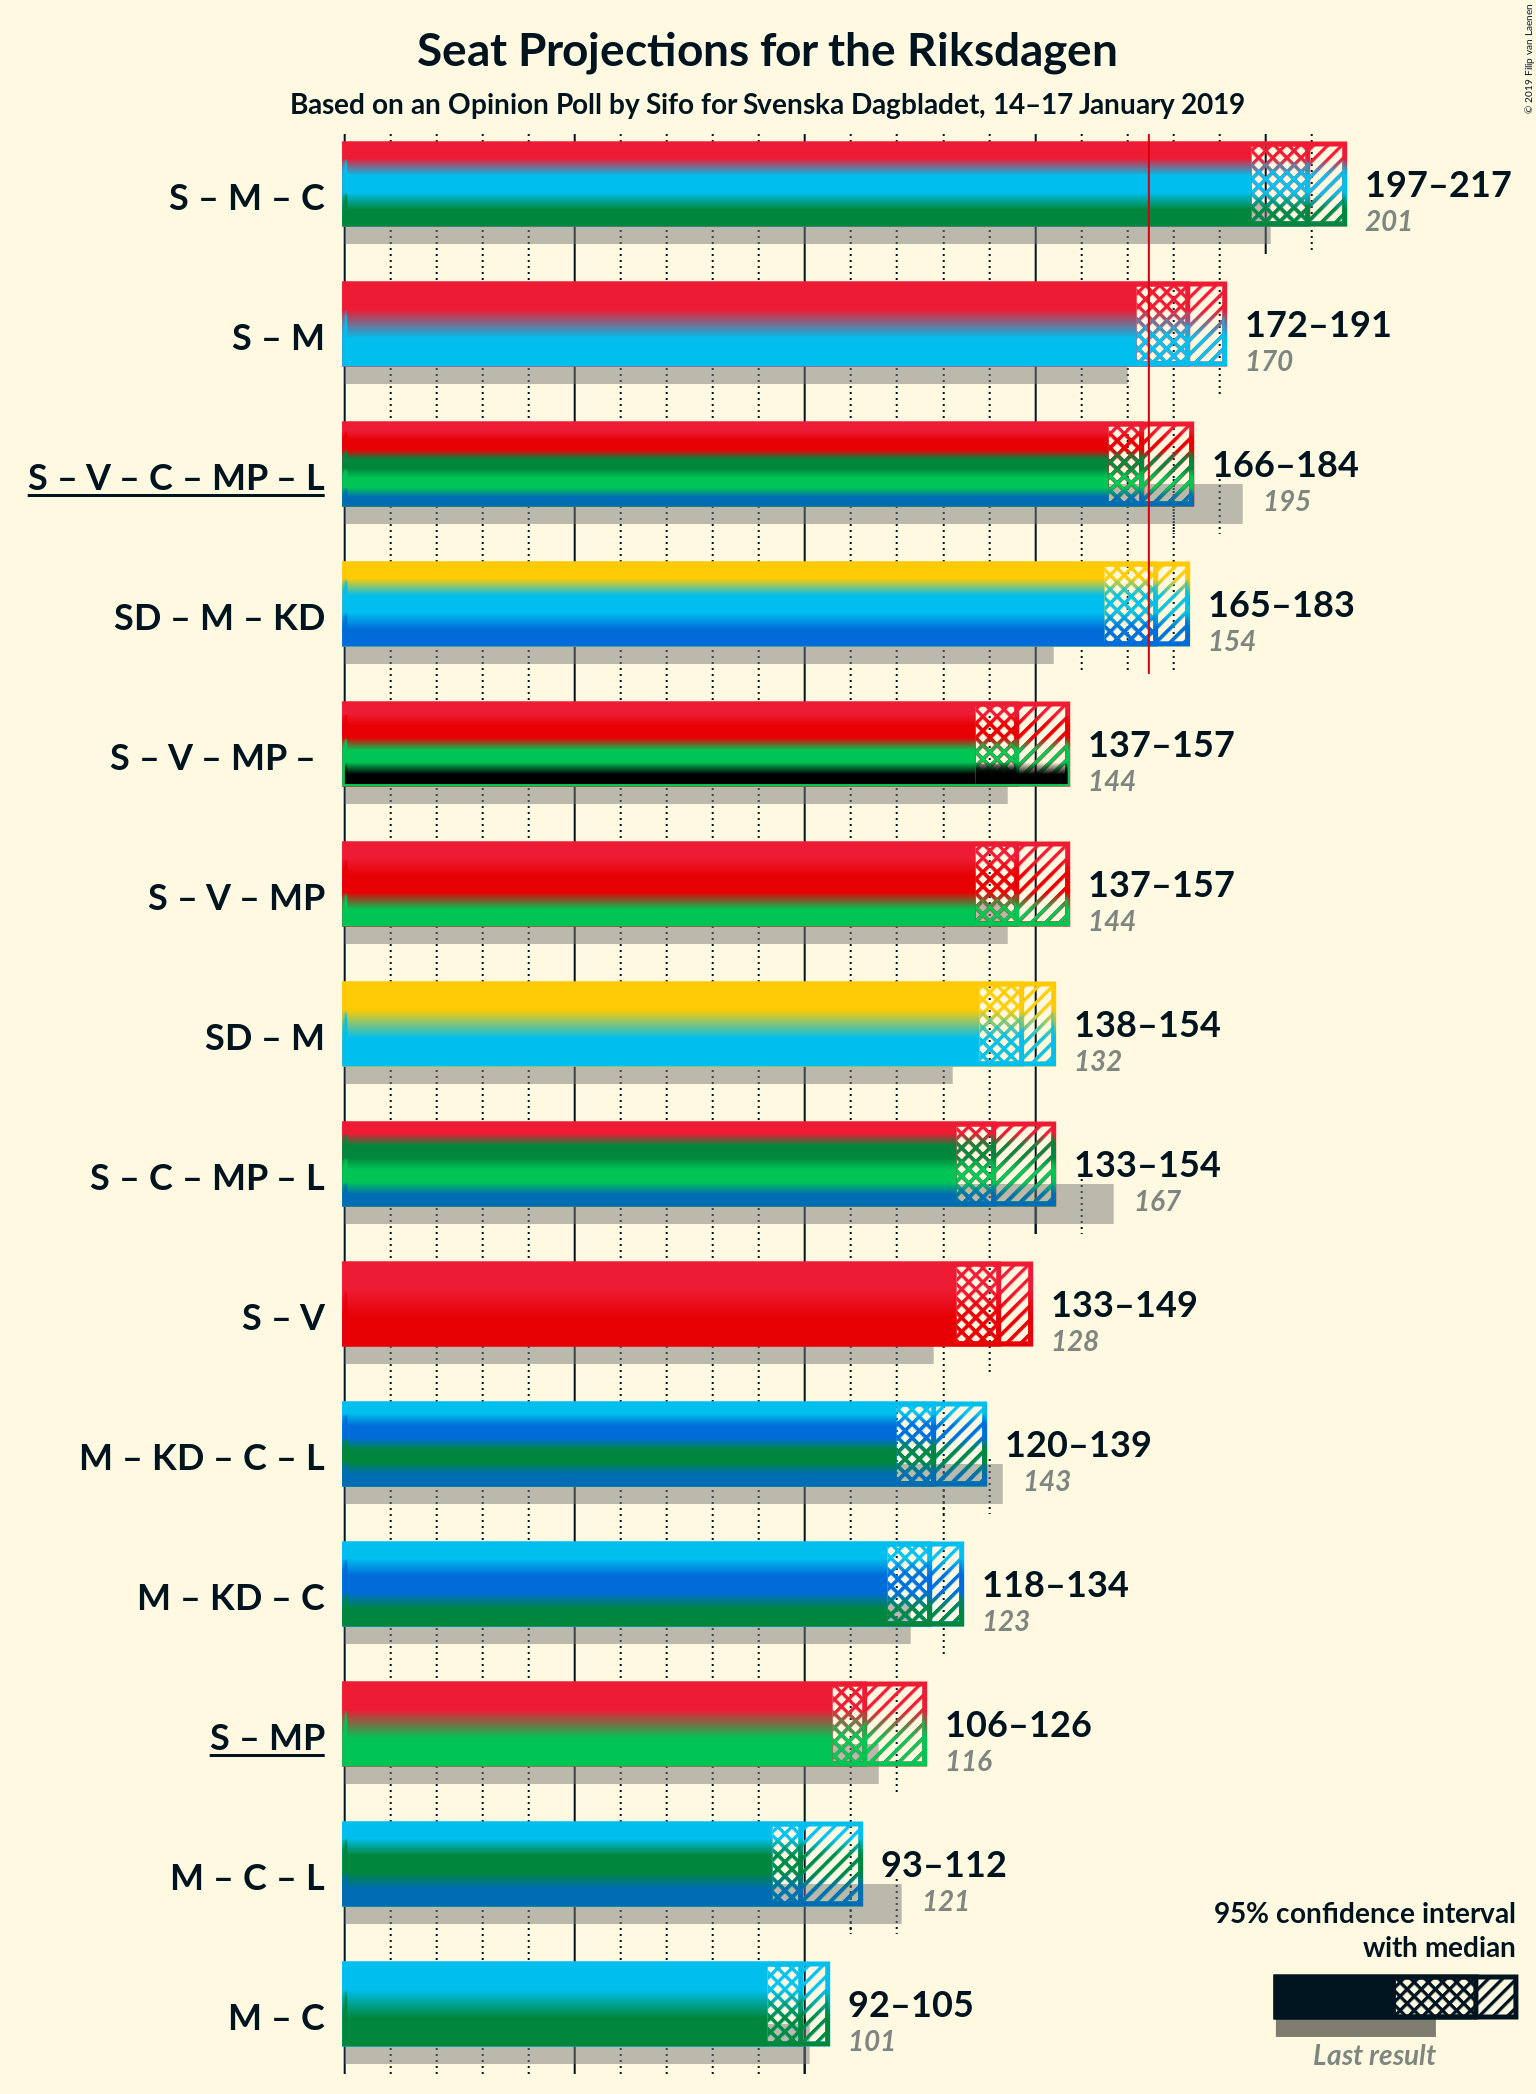 Seat Projections for the Riksdagen
Based on an Opinion Poll by Sifo for Svenska Dagbladet, 14–17 January 2019
© 2019 Filip van Laenen
S – M – C
197–217
201
S – M
172–191
170
S – V – C – MP – L
166–184
195
SD – M – KD
165–183
154
S – V – MP –
137–157
144
S – V – MP
137–157
144
SD – M
138–154
132
S – C – MP – L
133–154
167
S – V
133–149
128
M – KD – C – L
120–139
143
M – KD – C
118–134
123
S – MP
106–126
116
M – C – L
93–112
121
M – C
92–105
101
95% confidence interval
with median
Last result